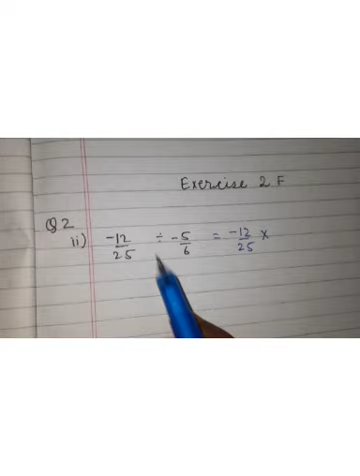 Exercise 2 F
Q2
ii) -12/25 ÷ -5/6 = -12/25 ×